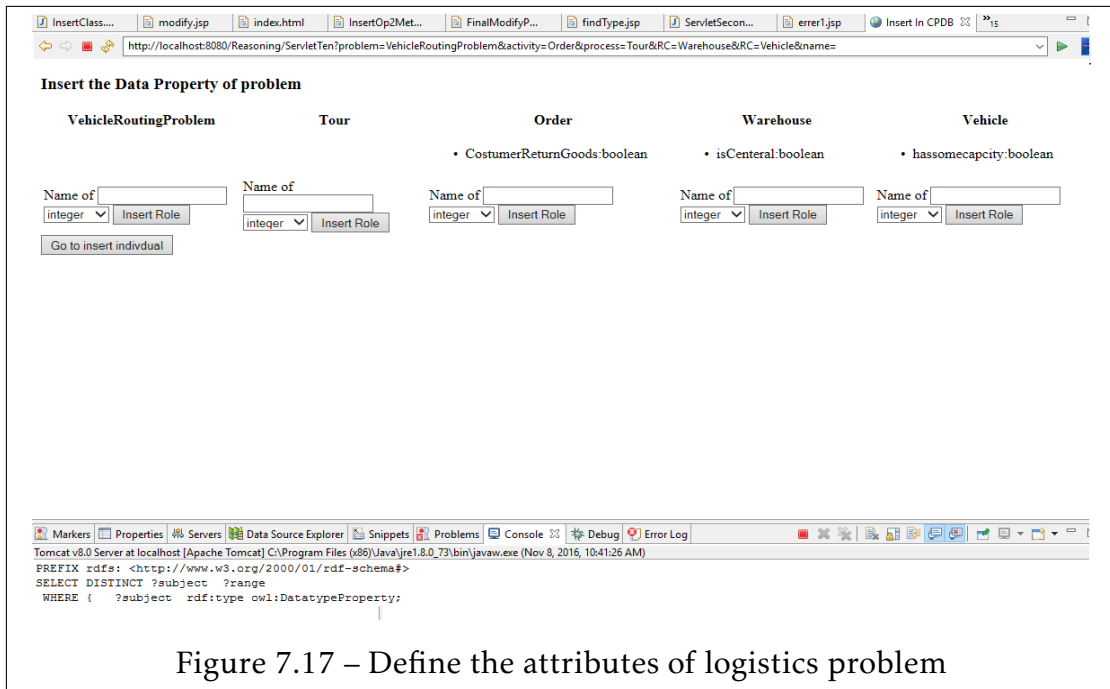 InsertClass.... modify.jsp index.html InsertOp2Met... FinalModifyP... findType.jsp ServletSecon... errer1.jsp Insert In CPDB »15
http://localhost:8080/Reasoning/ServletTen?problem=VehicleRoutingProblem&activity=Order&process=Tour&RC=Warehouse&RC=Vehicle&name=
Insert the Data Property of problem
VehicleRoutingProblem Tour Order Warehouse Vehicle
• CostumerReturnGoods:boolean • isCenteral:boolean • hassomecapcity:boolean
Name of Name of Name of Name of Name of
integer Insert Role integer Insert Role integer Insert Role integer Insert Role integer Insert Role
Go to insert indivdual
Markers Properties Servers Data Source Explorer Snippets Problems Console Debug Error Log
Tomcat v8.0 Server at localhost [Apache Tomcat] C:\Program Files (x86)\Java\jre1.8.0_73\bin\javaw.exe (Nov 8, 2016, 10:41:26 AM)
PREFIX rdfs: <http://www.w3.org/2000/01/rdf-schema#>
SELECT DISTINCT ?subject ?range
WHERE { ?subject rdf:type owl:DatatypeProperty;
Figure 7.17 – Define the attributes of logistics problem